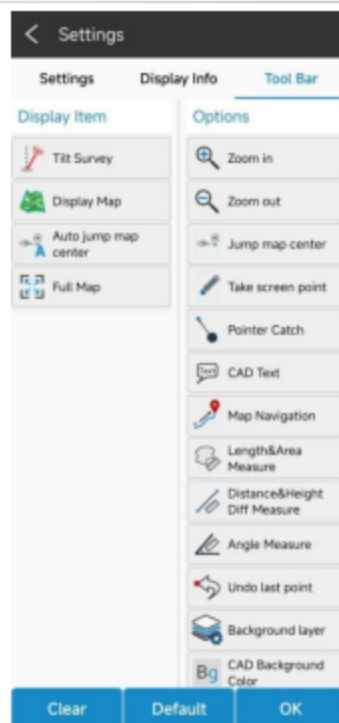 Settings
Settings Display Info Tool Bar
Display Item
Tilt Survey
Display Map
Auto jump map
center
Full Map
Options
Zoom in
Zoom out
Jump map center
Take screen point
Pointer Catch
Text
CAD Text
Map Navigation
Length&Area
Measure
Distance&Height
Diff Measure
Angle Measure
Undo last point
Background layer
Bg
CAD Background
Color
Clear Default OK